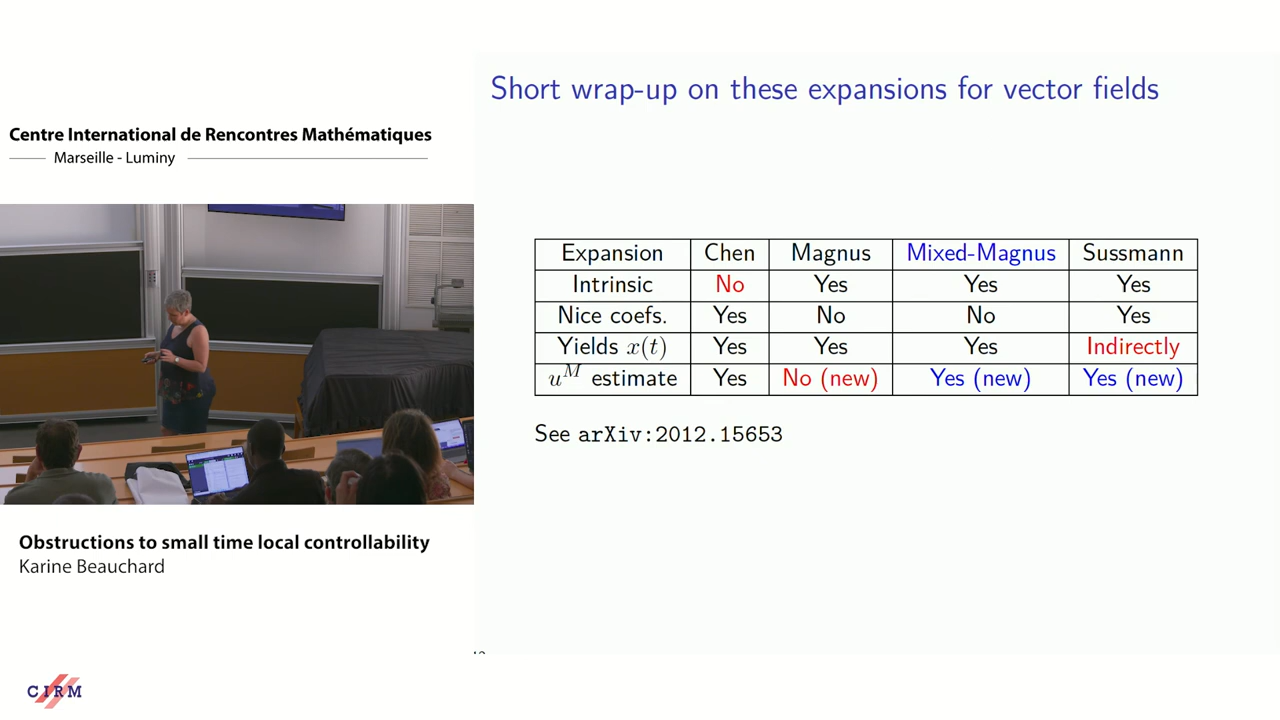 Centre International de Rencontres Mathématiques
Marseille - Luminy
Obstructions to small time local controllability
Karine Beauchard
CIRM
Short wrap-up on these expansions for vector fields
Expansion Chen Magnus Mixed-Magnus Sussmann
Intrinsic No Yes Yes Yes
Nice coefs. Yes No No Yes
Yields x(t) Yes Yes Yes Indirectly
u^M estimate Yes No (new) Yes (new) Yes (new)
See arXiv:2012.15653